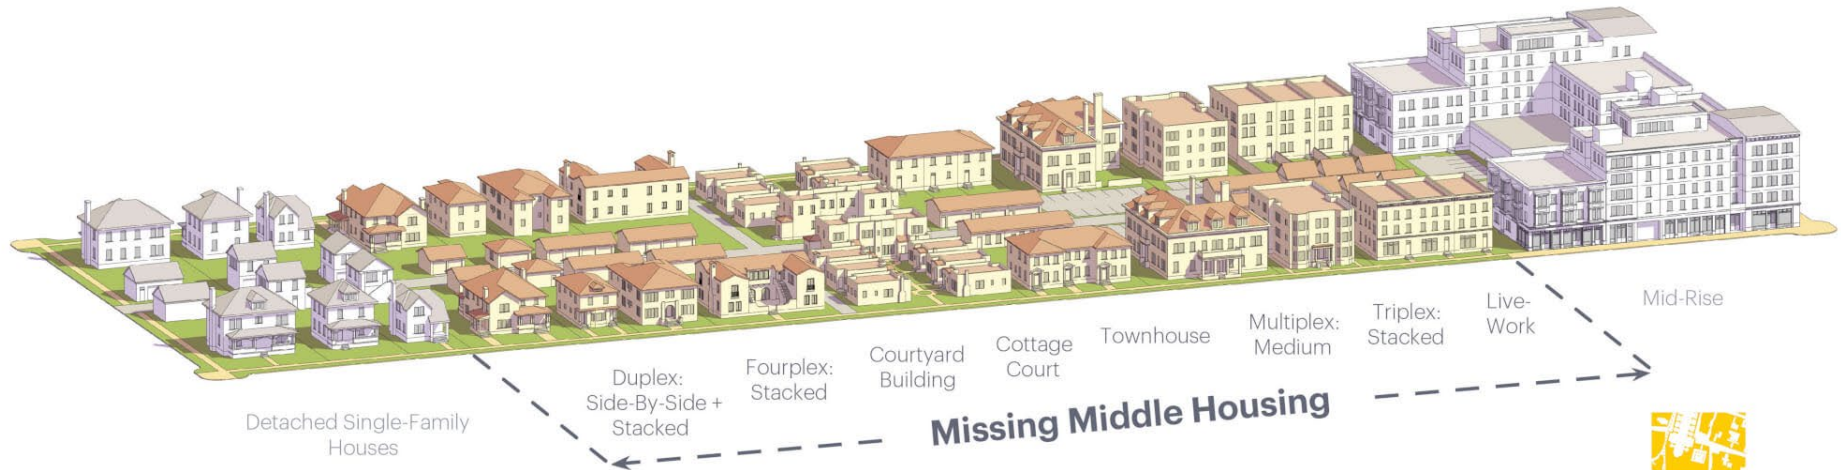 Detached Single-Family
Houses
Duplex:
Side-By-Side +
Stacked
Fourplex:
Stacked
Courtyard
Building
Cottage
Court
Townhouse
Multiplex:
Medium
Triplex:
Stacked
Live-
Work
Mid-Rise
Missing Middle Housing